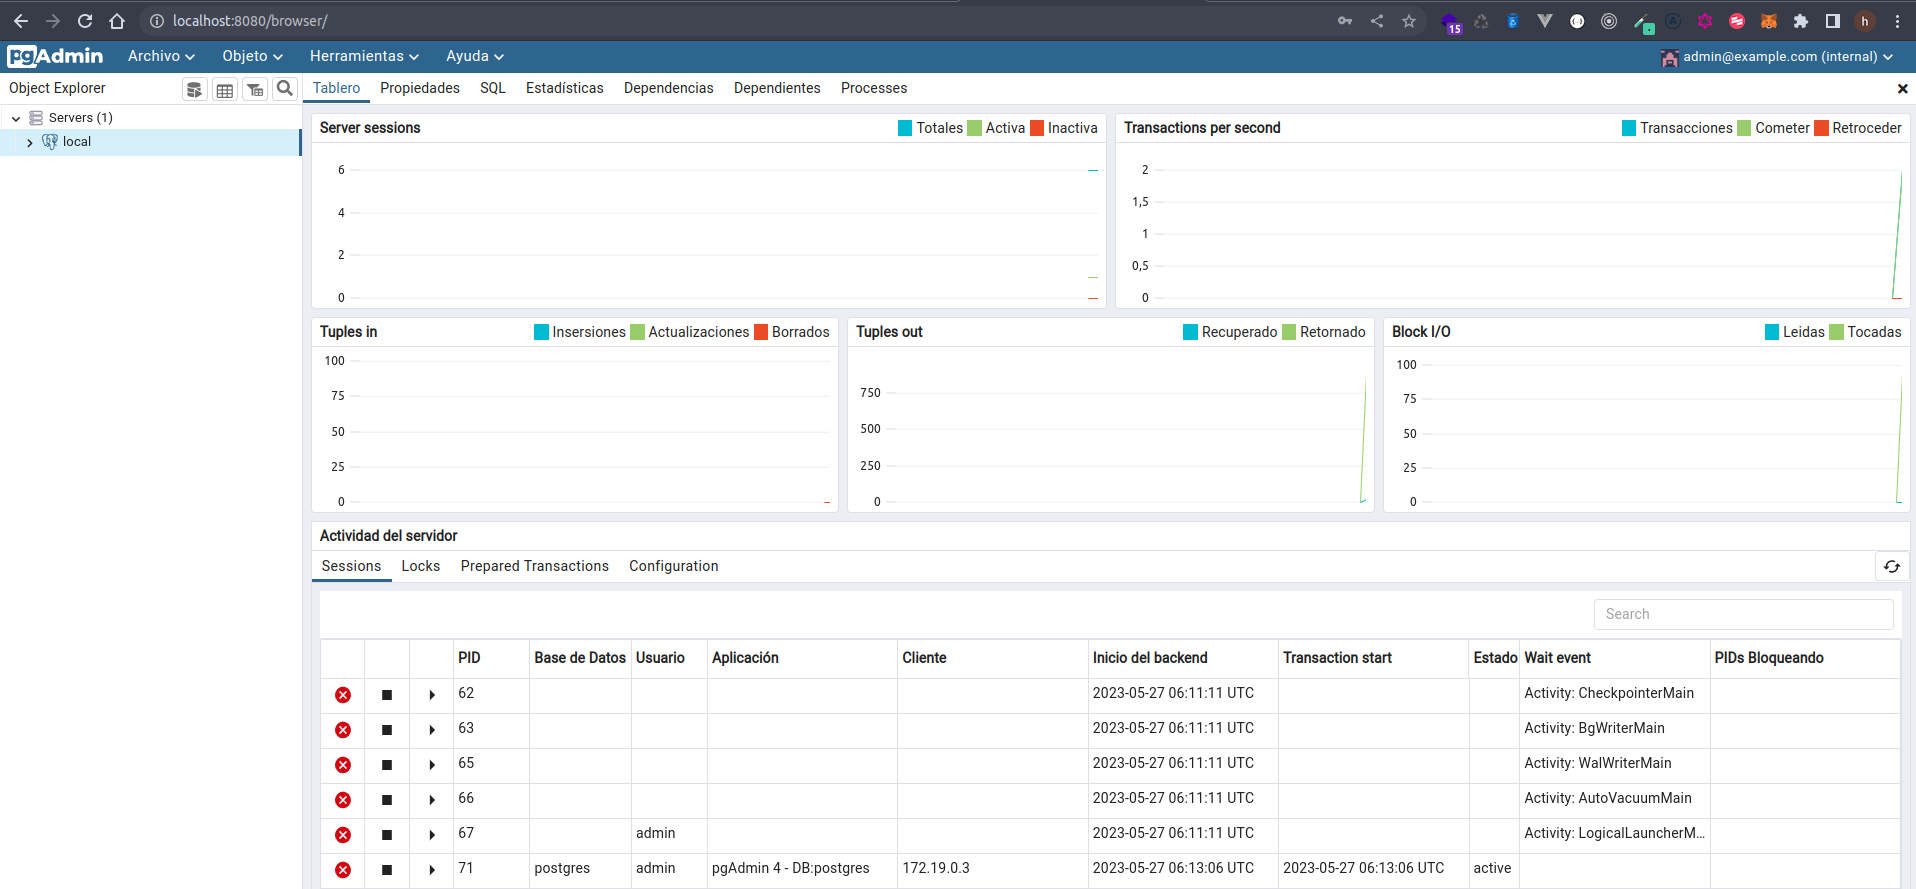 localhost:8080/browser/
15
h
pgAdmin Archivo Objeto Herramientas Ayuda admin@example.com (internal)
Object Explorer
Tablero Propiedades SQL Estadísticas Dependencias Dependientes Processes
Servers (1)
local
Server sessions Totales Activa Inactiva
6
4
2
0
Transactions per second Transacciones Cometer Retroceder
2
1,5
1
0,5
0
Tuples in Inserciones Actualizaciones Borrados
100
75
50
25
0
Tuples out Recuperado Retornado
750
500
250
0
Block I/O Leidas Tocadas
100
75
50
25
0
Actividad del servidor
Sessions Locks Prepared Transactions Configuration
Search
PID Base de Datos Usuario Aplicación Cliente Inicio del backend Transaction start Estado Wait event PIDs Bloqueando
62 2023-05-27 06:11:11 UTC Activity: CheckpointerMain
63 2023-05-27 06:11:11 UTC Activity: BgWriterMain
65 2023-05-27 06:11:11 UTC Activity: WalWriterMain
66 2023-05-27 06:11:11 UTC Activity: AutoVacuumMain
67 admin 2023-05-27 06:11:11 UTC Activity: LogicalLauncherM...
71 postgres admin pgAdmin 4 - DB:postgres 172.19.0.3 2023-05-27 06:13:06 UTC 2023-05-27 06:13:06 UTC active